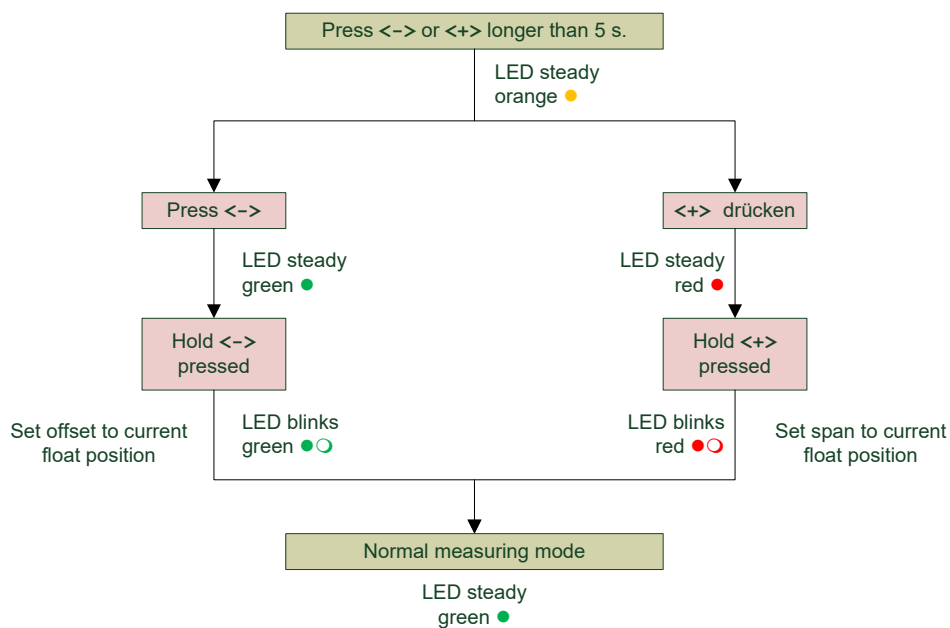 Press <-> or <+> longer than 5 s.
LED steady
orange
Press <->
<+> drücken
LED steady
green
LED steady
red
Hold <->
pressed
Hold <+>
pressed
Set offset to current
float position
LED blinks
green
LED blinks
red
Set span to current
float position
Normal measuring mode
LED steady
green